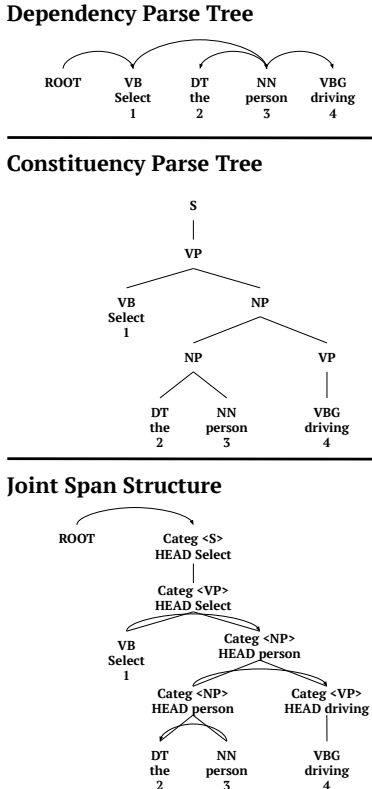 Dependency Parse Tree
ROOT VB DT NN VBG
Select the person driving
1 2 3 4
Constituency Parse Tree
S
VP
VB NP
Select
1
NP VP
DT NN VBG
the person driving
2 3 4
Joint Span Structure
ROOT Categ <S>
HEAD Select
Categ <VP>
HEAD Select
VB Categ <NP>
Select HEAD person
1
Categ <NP> Categ <VP>
HEAD person HEAD driving
DT NN VBG
the person driving
2 3 4